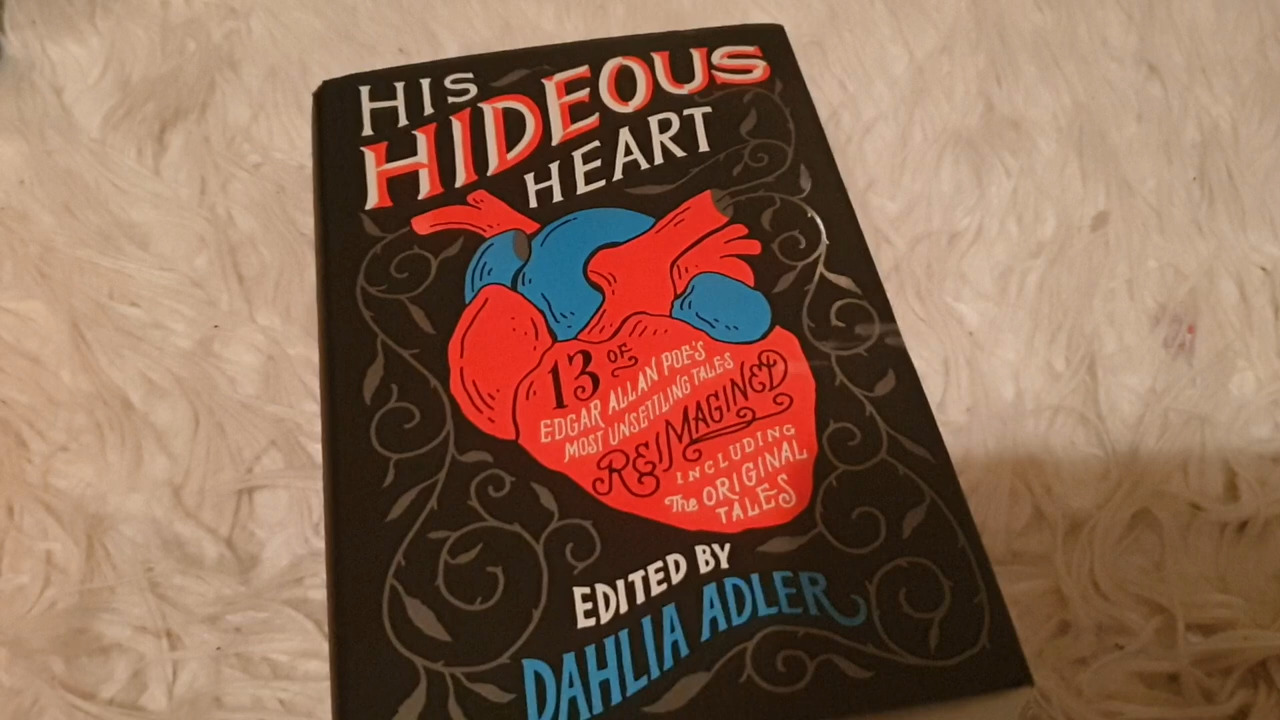 HIS
HIDEOUS
HEART
13 OF
EDGAR ALLAN POE'S
MOST UNSETTLING TALES
REIMAGINED
INCLUDING
The ORIGINAL
TALES
EDITED BY
DAHLIA ADLER